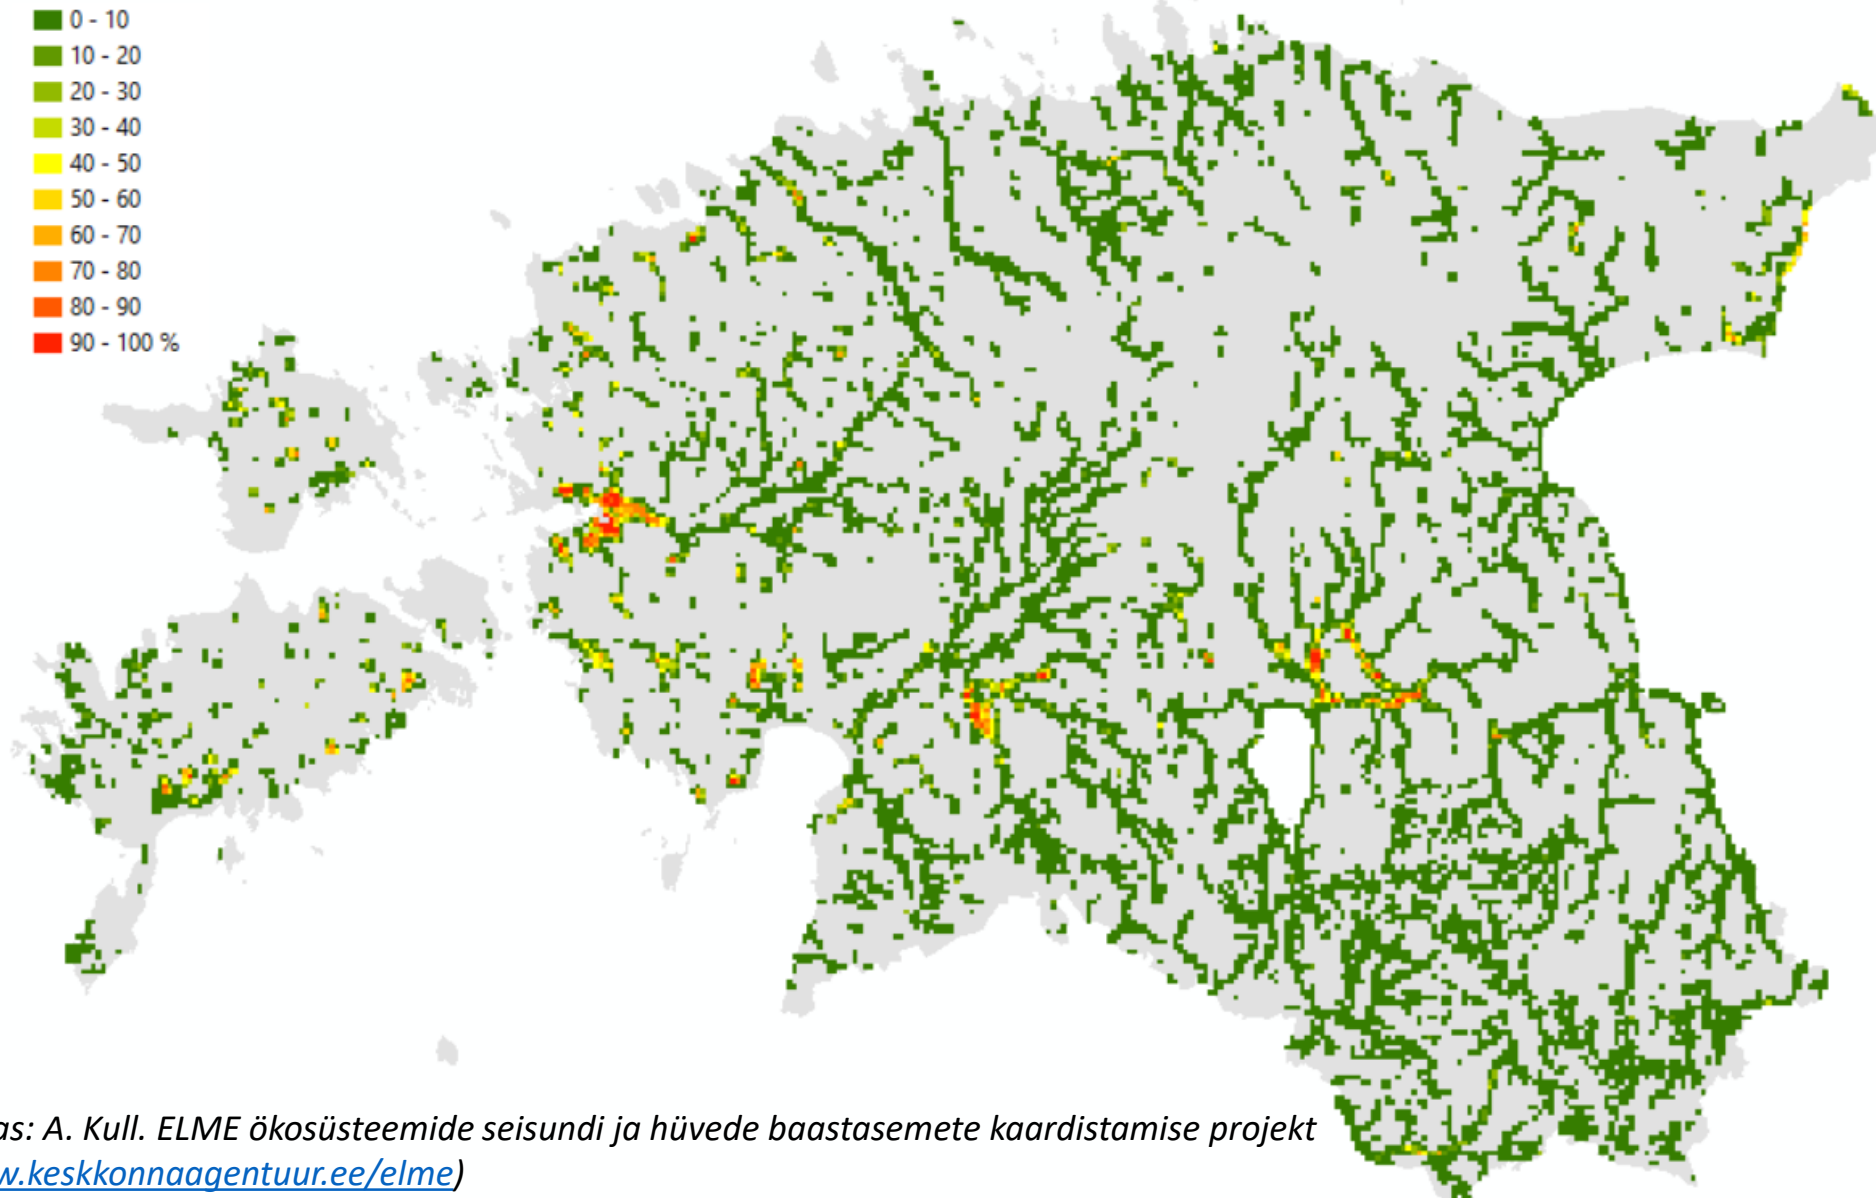 0 - 10
10 - 20
20 - 30
30 - 40
40 - 50
50 - 60
60 - 70
70 - 80
80 - 90
90 - 100 %
as: A. Kull. ELME ökosüsteemide seisundi ja hüvede baastasemete kaardistamise projekt
w.keskkonnaagentuur.ee/elme)